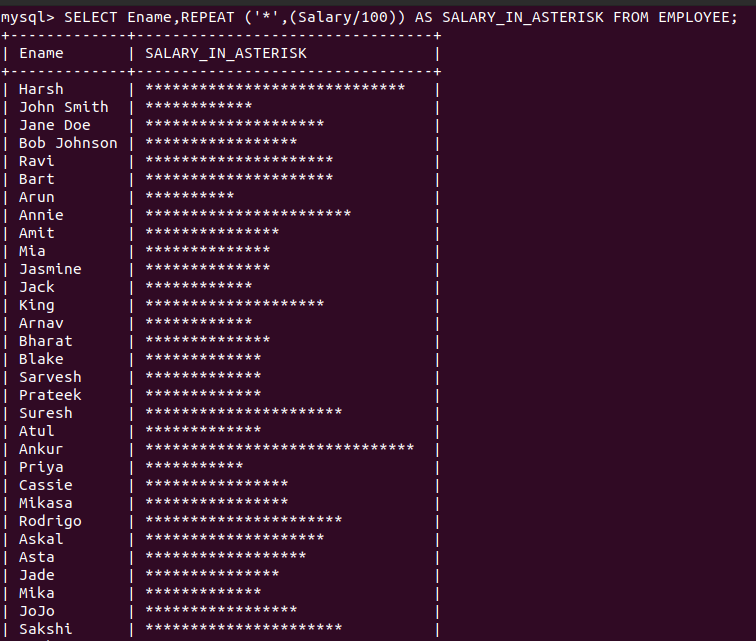 mysql> SELECT Ename,REPEAT ('*',(Salary/100)) AS SALARY_IN_ASTERISK FROM EMPLOYEE;
+-------------+---------------------------------+
| Ename       | SALARY_IN_ASTERISK              |
+-------------+---------------------------------+
| Harsh       | *****************************   |
| John Smith  | ************                    |
| Jane Doe    | ********************            |
| Bob Johnson | *****************               |
| Ravi        | *********************           |
| Bart        | *********************           |
| Arun        | **********                      |
| Annie       | ***********************         |
| Amit        | ***************                 |
| Mia         | **************                  |
| Jasmine     | **************                  |
| Jack        | ************                    |
| King        | ********************            |
| Arnav       | ************                    |
| Bharat      | **************                  |
| Blake       | *************                   |
| Sarvesh     | *************                   |
| Prateek     | *************                   |
| Suresh      | **********************          |
| Atul        | *************                   |
| Ankur       | ******************************  |
| Priya       | ***********                     |
| Cassie      | ****************                |
| Mikasa      | ****************                |
| Rodrigo     | **********************          |
| Askal       | ********************            |
| Asta        | ******************              |
| Jade        | ***************                 |
| Mika        | *************                   |
| JoJo        | *****************               |
| Sakshi      | **********************          |